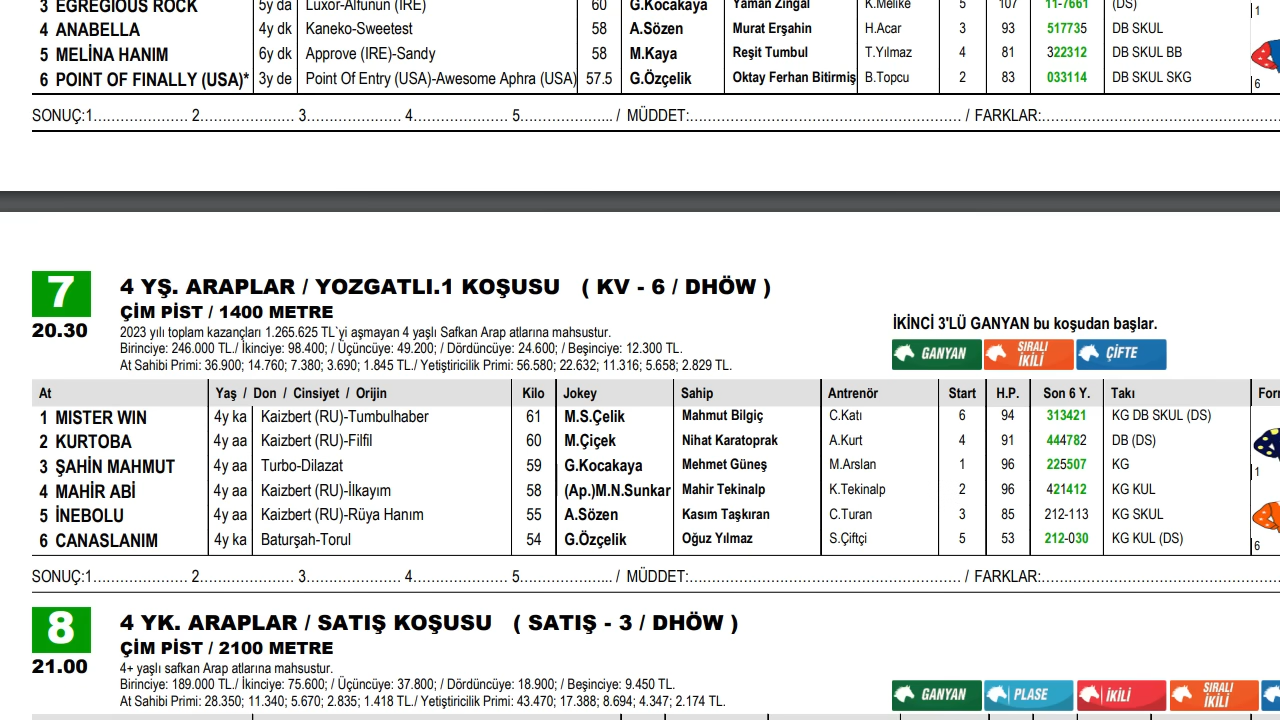 3 EGREGIOUS ROCK 5y da Luxor-Alfunun (IRE) 60 G.Kocakaya Yaman Zingal K.Melike 5 107 11-7661 (DS)
1
4 ANABELLA 4y dk Kaneko-Sweetest 58 A.Sözen Murat Erşahin H.Acar 3 93 517735 DB SKUL
5 MELİNA HANIM 6y dk Approve (IRE)-Sandy 58 M.Kaya Reşit Tumbul T.Yılmaz 4 81 322312 DB SKUL BB
6 POINT OF FINALLY (USA)* 3y de Point Of Entry (USA)-Awesome Aphra (USA) 57.5 G.Özçelik Oktay Ferhan Bitirmiş B.Topcu 2 83 033114 DB SKUL SKG
6
SONUÇ:1..................... 2..................... 3..................... 4..................... 5..................... / MÜDDET:............................................................. / FARKLAR:......................................................
7 4 YŞ. ARAPLAR / YOZGATLI.1 KOŞUSU ( KV - 6 / DHÖW )
ÇİM PİST / 1400 METRE
20.30 2023 yılı toplam kazançları 1.265.625 TL`yi aşmayan 4 yaşlı Safkan Arap atlarına mahsustur.
İKİNCİ 3'LÜ GANYAN bu koşudan başlar.
Birinciye: 246.000 TL./ İkinciye: 98.400; / Üçüncüye: 49.200; / Dördüncüye: 24.600; / Beşinciye: 12.300 TL.
GANYAN SIRALI İKİLİ ÇİFTE
At Sahibi Primi: 36.900; 14.760; 7.380; 3.690; 1.845 TL./ Yetiştiricilik Primi: 56.580; 22.632; 11.316; 5.658; 2.829 TL.
At Yaş / Don / Cinsiyet / Orijin Kilo Jokey Sahip Antrenör Start H.P. Son 6 Y. Takı
1 MISTER WIN 4y ka Kaizbert (RU)-Tumbulhaber 61 M.S.Çelik Mahmut Bilgiç C.Katı 6 94 313421 KG DB SKUL (DS)
2 KURTOBA 4y aa Kaizbert (RU)-Filfil 60 M.Çiçek Nihat Karatoprak A.Kurt 4 91 444782 DB (DS)
3 ŞAHİN MAHMUT 4y aa Turbo-Dilazat 59 G.Kocakaya Mehmet Güneş M.Arslan 1 96 225507 KG
1
4 MAHİR ABİ 4y aa Kaizbert (RU)-İlkayım 58 (Ap.)M.N.Sunkar Mahir Tekinalp K.Tekinalp 2 96 421412 KG KUL
5 İNEBOLU 4y aa Kaizbert (RU)-Rüya Hanım 55 A.Sözen Kasım Taşkıran C.Turan 3 85 212-113 KG SKUL
6 CANASLANIM 4y ka Baturşah-Torul 54 G.Özçelik Oğuz Yılmaz S.Çiftçi 5 53 212-030 KG KUL (DS)
6
SONUÇ:1..................... 2..................... 3..................... 4..................... 5..................... / MÜDDET:............................................................. / FARKLAR:......................................................
8 4 YK. ARAPLAR / SATIŞ KOŞUSU ( SATIŞ - 3 / DHÖW )
ÇİM PİST / 2100 METRE
21.00 4+ yaşlı safkan Arap atlarına mahsustur.
Birinciye: 189.000 TL./ İkinciye: 75.600; / Üçüncüye: 37.800; / Dördüncüye: 18.900; / Beşinciye: 9.450 TL.
GANYAN PLASE İKİLİ SIRALI İKİLİ
At Sahibi Primi: 28.350; 11.340; 5.670; 2.835; 1.418 TL./ Yetiştiricilik Primi: 43.470; 17.388; 8.694; 4.347; 2.174 TL.